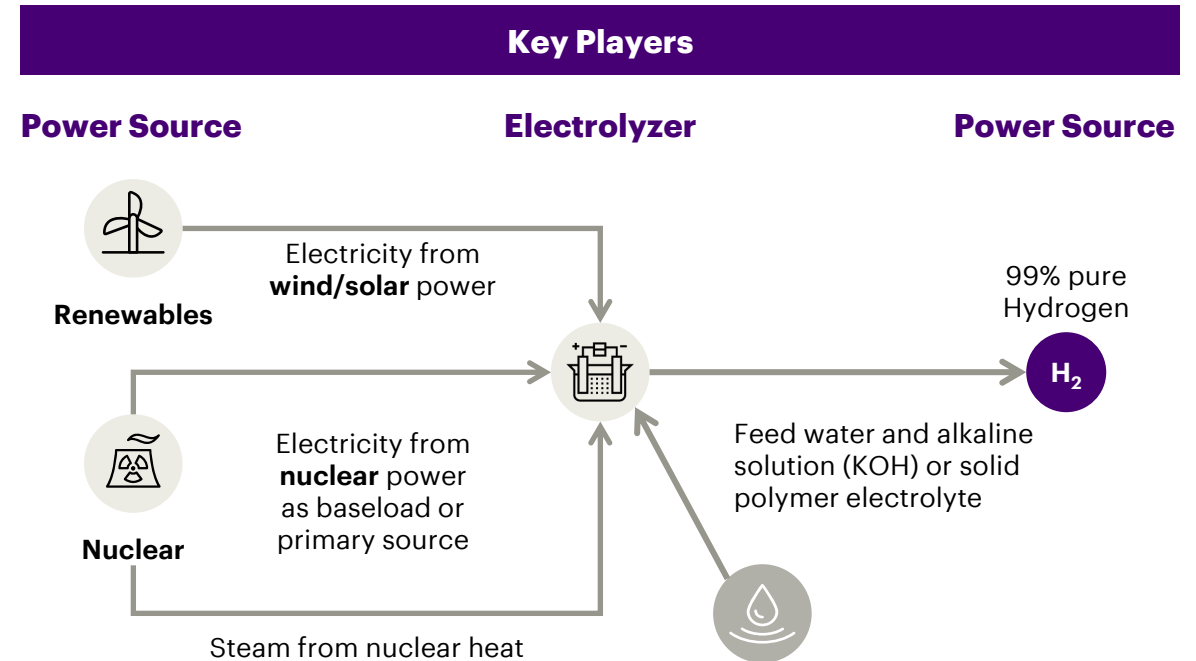 Key Players
Power Source
Electrolyzer
Power Source
Electricity from
wind/solar power
Renewables
99% pure
Hydrogen
+ -
H₂
Electricity from
nuclear power
as baseload or
primary source
Nuclear
Feed water and alkaline
solution (KOH) or solid
polymer electrolyte
Steam from nuclear heat